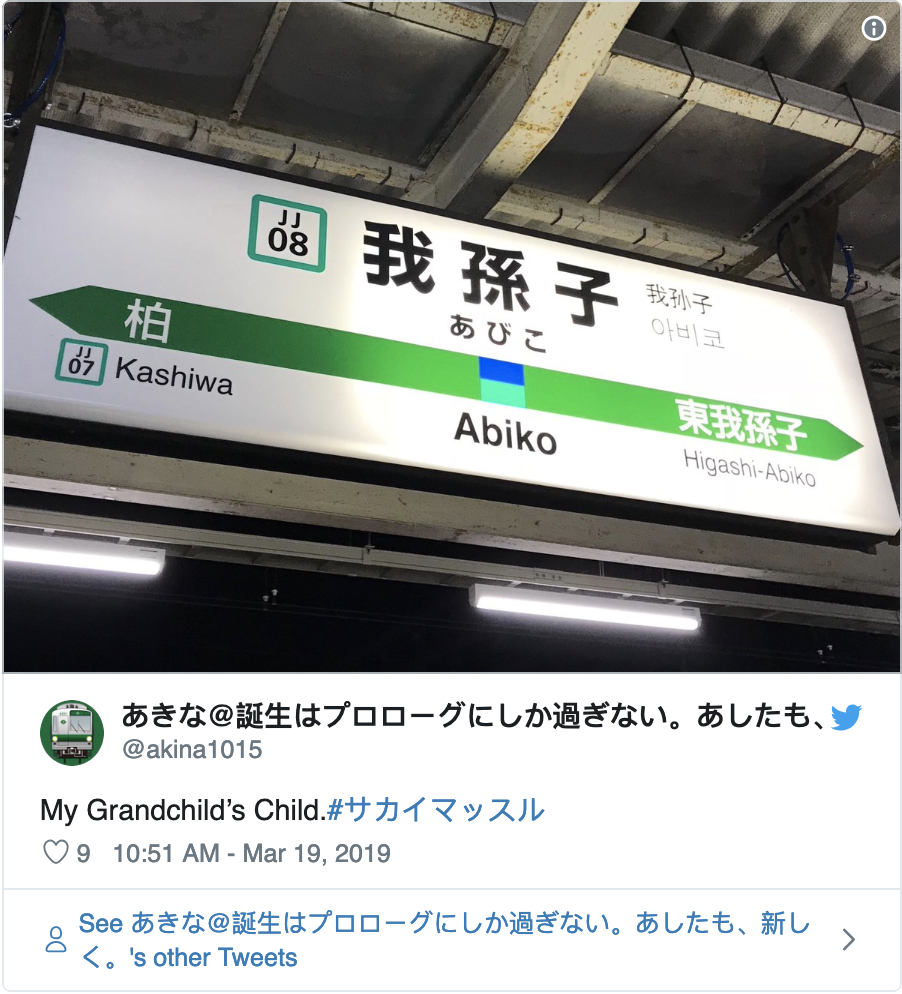 JJ
08
我孫子
我孙子
あびこ
아비코
柏
JJ
07
Kashiwa
Abiko
東我孫子
Higashi-Abiko
あきな@誕生はプロローグにしか過ぎない。あしたも、
@akina1015
My Grandchild's Child.#サカイマッスル
9 10:51 AM - Mar 19, 2019
See あきな@誕生はプロローグにしか過ぎない。あしたも、新し
く。's other Tweets